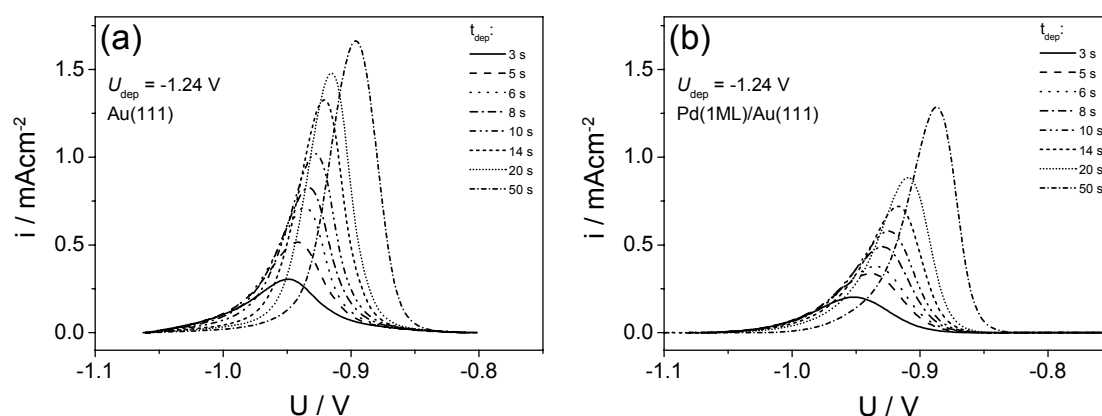 (a)
U_dep = -1.24 V
Au(111)
t_dep:
3 s
5 s
6 s
8 s
10 s
14 s
20 s
50 s
i / mAcm⁻²
1.5
1.0
0.5
0.0
-1.1
-1.0
-0.9
-0.8
U / V
(b)
U_dep = -1.24 V
Pd(1ML)/Au(111)
t_dep:
3 s
5 s
6 s
8 s
10 s
14 s
20 s
50 s
i / mAcm⁻²
1.5
1.0
0.5
0.0
-1.1
-1.0
-0.9
-0.8
U / V